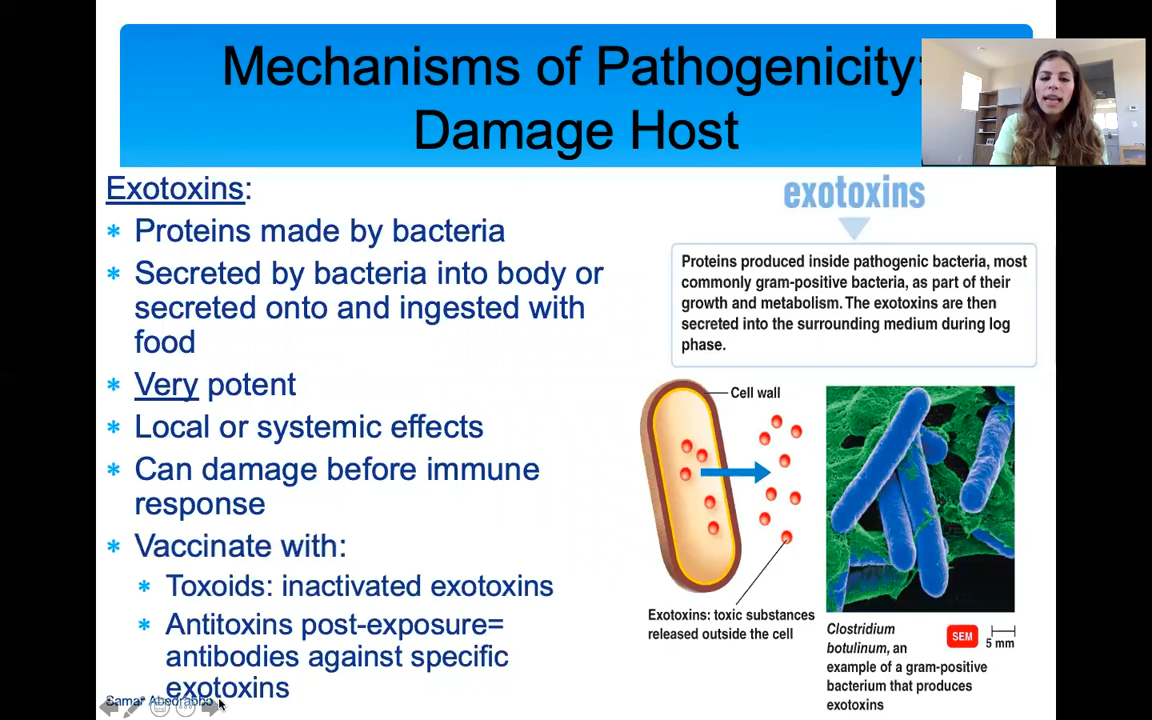 Mechanisms of Pathogenicity:
Damage Host
Exotoxins:
* Proteins made by bacteria
* Secreted by bacteria into body or
secreted onto and ingested with
food
* Very potent
* Local or systemic effects
* Can damage before immune
response
* Vaccinate with:
* Toxoids: inactivated exotoxins
* Antitoxins post-exposure=
antibodies against specific
exotoxins
Samar Abedrabbo
exotoxins
Proteins produced inside pathogenic bacteria, most
commonly gram-positive bacteria, as part of their
growth and metabolism. The exotoxins are then
secreted into the surrounding medium during log
phase.
Cell wall
Exotoxins: toxic substances
released outside the cell
Clostridium
botulinum, an
example of a gram-positive
bacterium that produces
exotoxins
SEM
5 mm